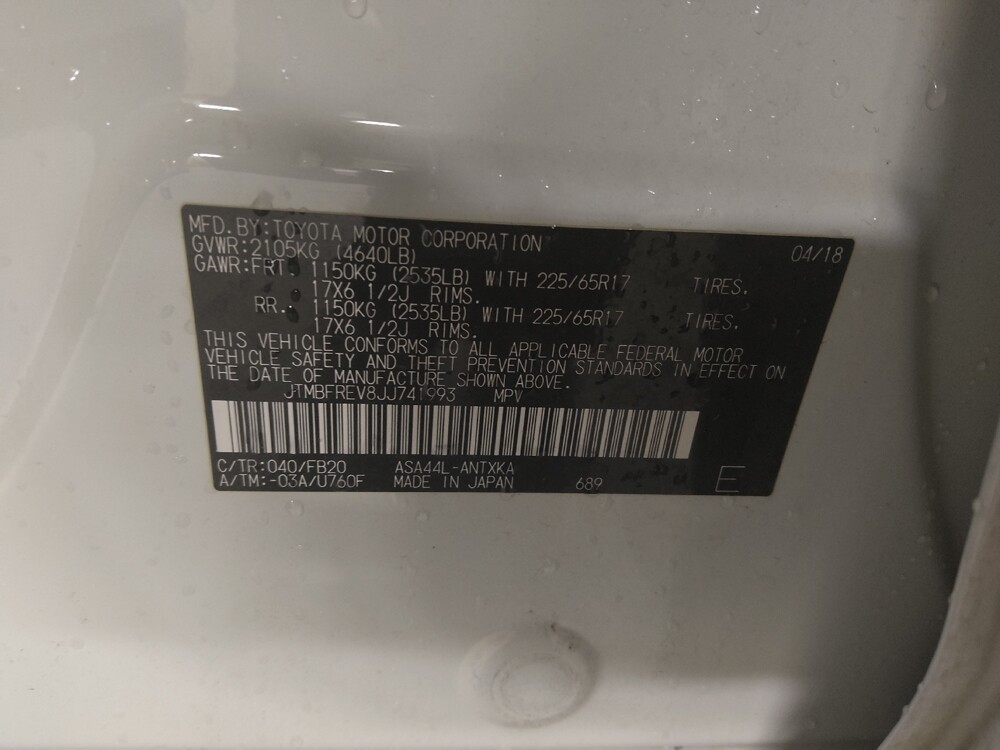 MFD.BY:TOYOTA MOTOR CORPORATION 04/18
GVWR:2105KG (4640LB)
GAWR:FRT. 1150KG (2535LB) WITH 225/65R17 TIRES.
17X6 1/2J RIMS.
RR. 1150KG (2535LB) WITH 225/65R17 TIRES.
17X6 1/2J RIMS.
THIS VEHICLE CONFORMS TO ALL APPLICABLE FEDERAL MOTOR
VEHICLE SAFETY AND THEFT PREVENTION STANDARDS IN EFFECT ON
THE DATE OF MANUFACTURE SHOWN ABOVE.
JTMBFREV8JJ741993 MPV
C/TR:040/FB20 ASA44L-ANTXKA
A/TM:-03A/U760F MADE IN JAPAN 689 E